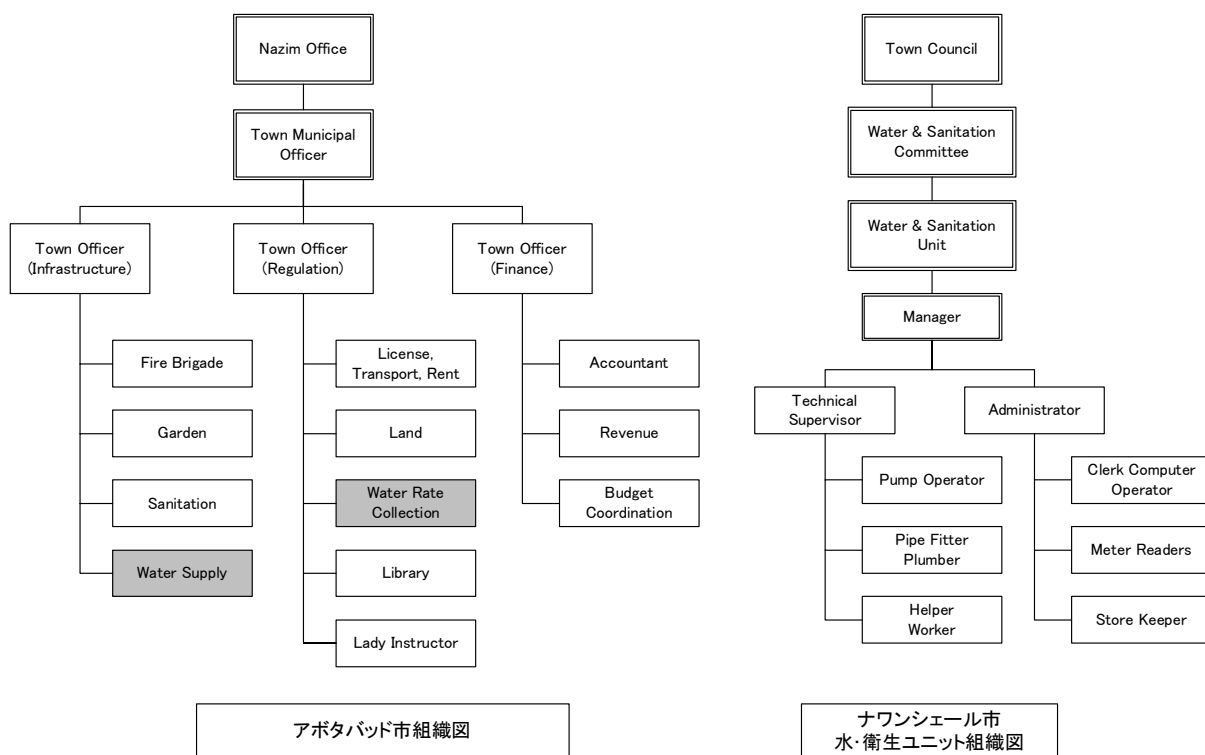 Nazim Office
Town Municipal
Officer
Town Officer
(Infrastructure)
Town Officer
(Regulation)
Town Officer
(Finance)
Fire Brigade
Garden
Sanitation
Water Supply
License,
Transport, Rent
Land
Water Rate
Collection
Library
Lady Instructor
Accountant
Revenue
Budget
Coordination
アボタバッド市組織図
Town Council
Water & Sanitation
Committee
Water & Sanitation
Unit
Manager
Technical
Supervisor
Administrator
Pump Operator
Pipe Fitter
Plumber
Helper
Worker
Clerk Computer
Operator
Meter Readers
Store Keeper
ナワンシェール市
水・衛生ユニット組織図